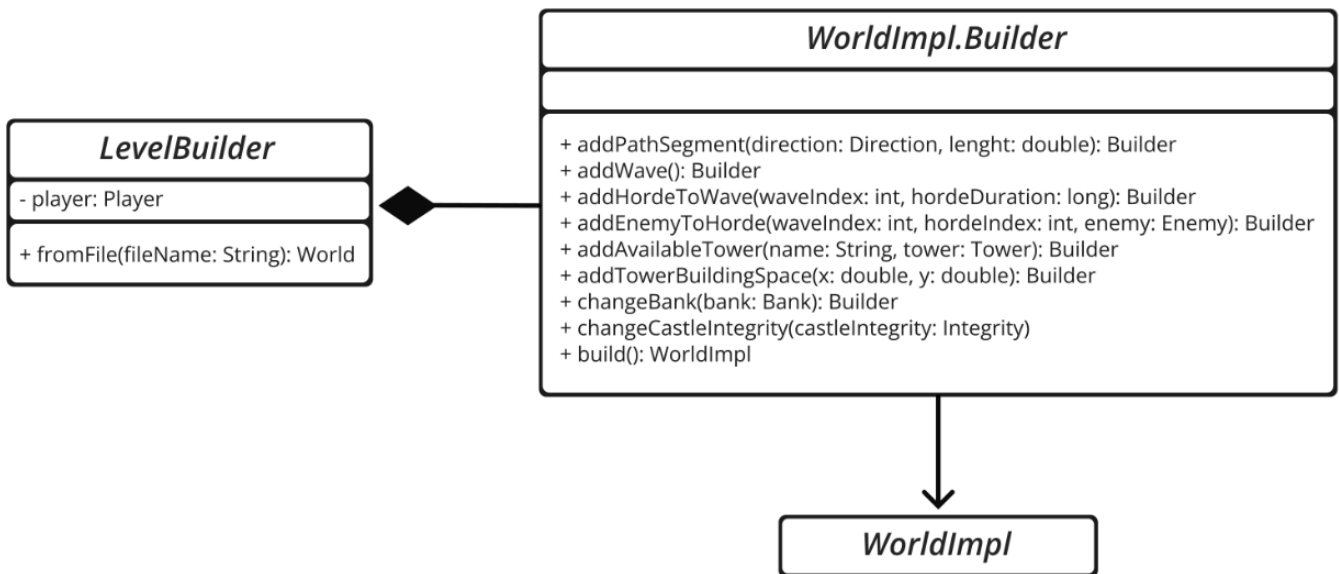 LevelBuilder
- player: Player
+ fromFile(fileName: String): World
WorldImpl.Builder
+ addPathSegment(direction: Direction, lenght: double): Builder
+ addWave(): Builder
+ addHordeToWave(waveIndex: int, hordeDuration: long): Builder
+ addEnemyToHorde(waveIndex: int, hordeIndex: int, enemy: Enemy): Builder
+ addAvailableTower(name: String, tower: Tower): Builder
+ addTowerBuildingSpace(x: double, y: double): Builder
+ changeBank(bank: Bank): Builder
+ changeCastleIntegrity(castleIntegrity: Integrity)
+ build(): WorldImpl
WorldImpl